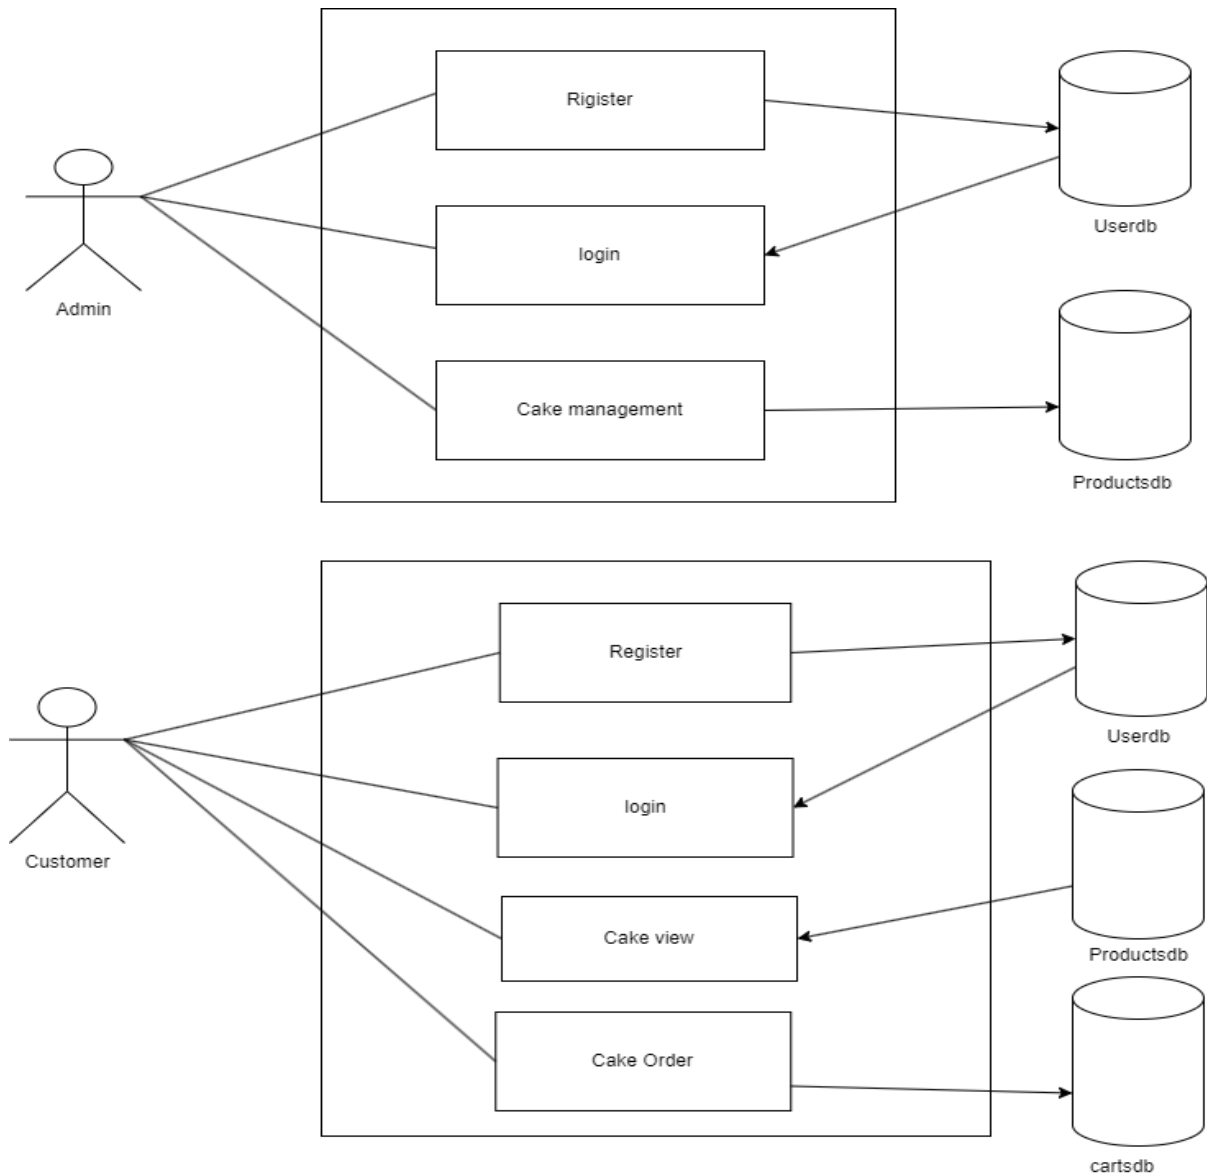 Rigister
Userdb
login
Admin
Cake management
Productsdb
Register
Userdb
login
Customer
Cake view
Productsdb
Cake Order
cartsdb